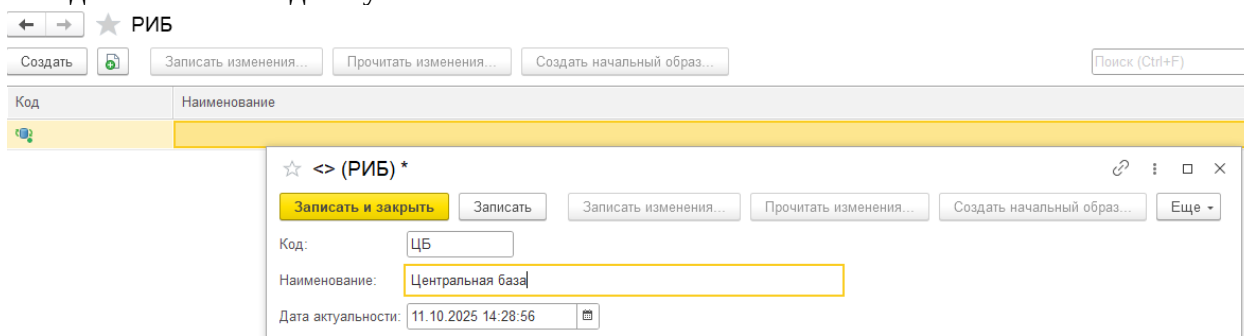 РИБ
Создать Записать изменения... Прочитать изменения... Создать начальный образ... Поиск (Ctrl+F)
Код Наименование
<> (РИБ) *
Записать и закрыть Записать Записать изменения... Прочитать изменения... Создать начальный образ... Еще
Код: ЦБ
Наименование: Центральная база
Дата актуальности: 11.10.2025 14:28:56